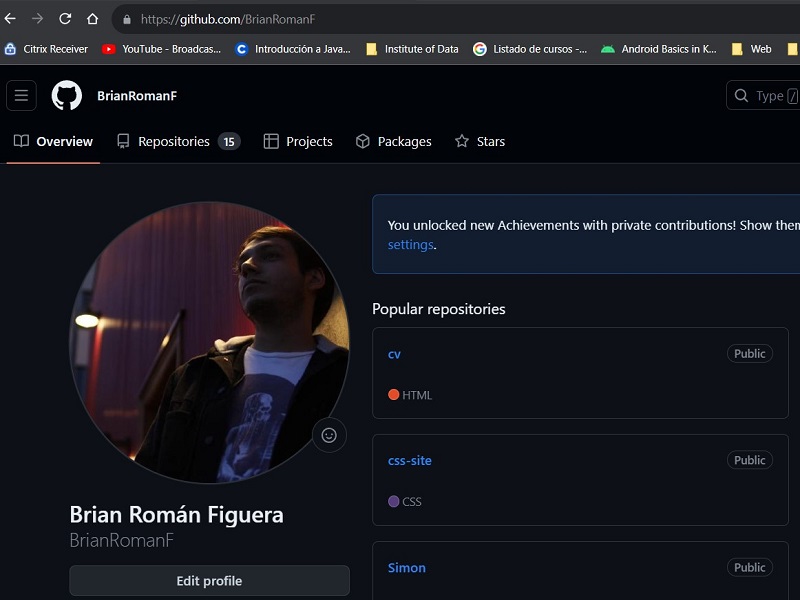 https://github.com/BrianRomanF
Citrix Receiver YouTube - Broadcas... Introducción a Java... Institute of Data Listado de cursos -... Android Basics in K... Web
BrianRomanF
Type /
Overview Repositories 15 Projects Packages Stars
You unlocked new Achievements with private contributions! Show them
settings.
Popular repositories
cv Public
HTML
css-site Public
CSS
Brian Román Figuera
BrianRomanF
Simon Public
Edit profile